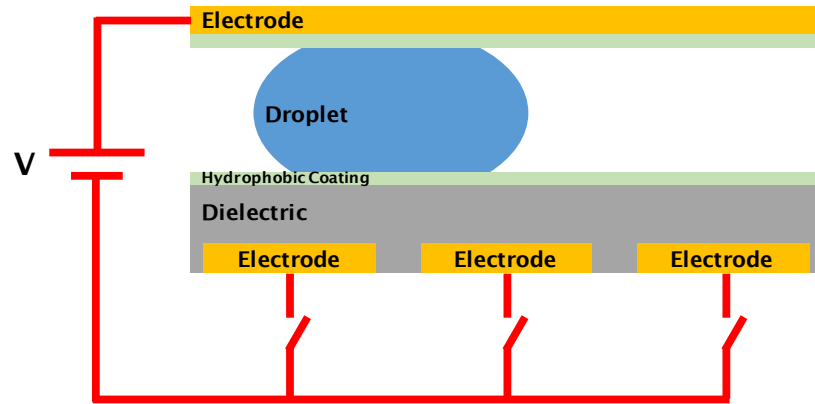 Electrode
Droplet
V
Hydrophobic Coating
Dielectric
Electrode Electrode Electrode